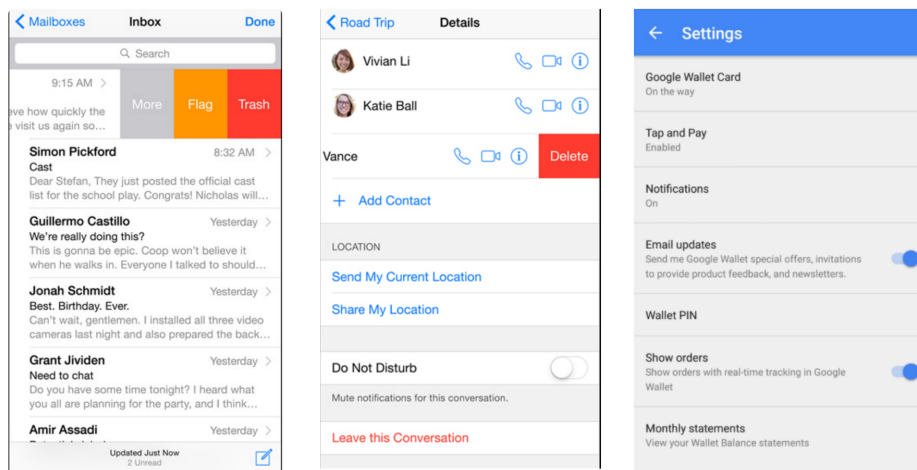 Mailboxes Inbox Done
Search
9:15 AM
More Flag Trash
eve how quickly the
visit us again so...
Simon Pickford 8:32 AM
Cast
Dear Stefan, They just posted the official cast
list for the school play. Congrats! Nicholas will...
Guillermo Castillo Yesterday
We're really doing this?
This is gonna be epic. Coop won't believe it
when he walks in. Everyone I talked to should...
Jonah Schmidt Yesterday
Best. Birthday. Ever.
Can't wait, gentlemen. I installed all three video
cameras last night and also prepared the back...
Grant Jividen Yesterday
Need to chat
Do you have some time tonight? I heard what
you all are planning for the party, and I think...
Amir Assadi Yesterday
Updated Just Now
2 Unread
Road Trip Details
Vivian Li
Katie Ball
Vance Delete
+ Add Contact
LOCATION
Send My Current Location
Share My Location
Do Not Disturb
Mute notifications for this conversation.
Leave this Conversation
Settings
Google Wallet Card
On the way
Tap and Pay
Enabled
Notifications
On
Email updates
Send me Google Wallet special offers, invitations
to provide product feedback, and newsletters.
Wallet PIN
Show orders
Show orders with real-time tracking in Google
Wallet
Monthly statements
View your Wallet Balance statements